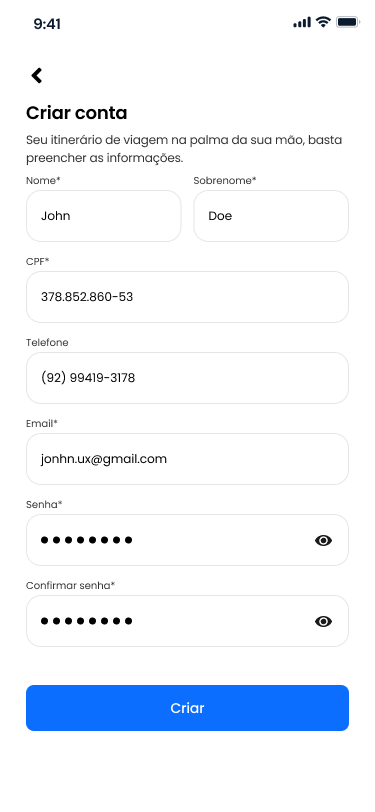 9:41
Criar conta
Seu itinerário de viagem na palma da sua mão, basta
preencher as informações.
Nome* Sobrenome*
John Doe
CPF*
378.852.860-53
Telefone
(92) 99419-3178
Email*
jonhn.ux@gmail.com
Senha*
Confirmar senha*
Criar